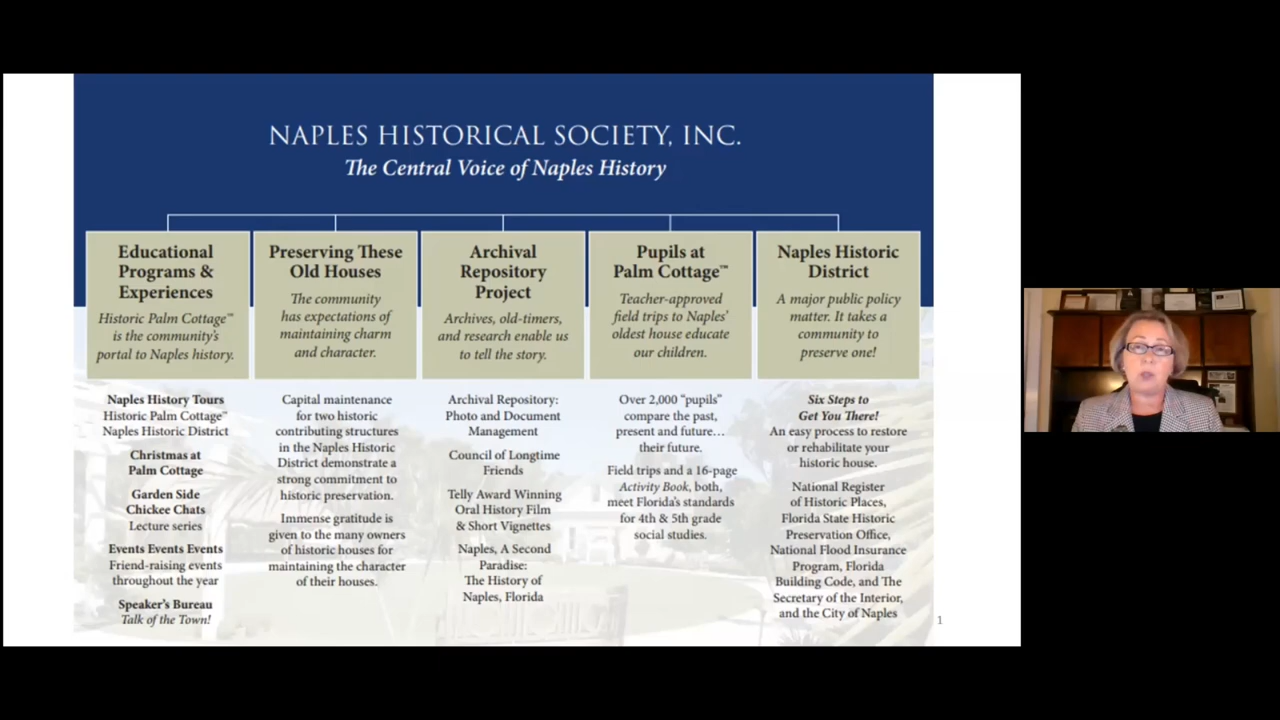 NAPLES HISTORICAL SOCIETY, INC.
The Central Voice of Naples History
Educational
Programs &
Experiences
Historic Palm Cottage™
is the community's
portal to Naples history.
Naples History Tours
Historic Palm Cottage™
Naples Historic District
Christmas at
Palm Cottage
Garden Side
Chickee Chats
Lecture series
Events Events Events
Friend-raising events
throughout the year
Speaker's Bureau
Talk of the Town!
Preserving These
Old Houses
The community
has expectations of
maintaining charm
and character.
Capital maintenance
for two historic
contributing structures
in the Naples Historic
District demonstrate a
strong commitment to
historic preservation.
Immense gratitude is
given to the many owners
of historic houses for
maintaining the character
of their houses.
Archival
Repository
Project
Archives, old-timers,
and research enable us
to tell the story.
Archival Repository:
Photo and Document
Management
Council of Longtime
Friends
Telly Award Winning
Oral History Film
& Short Vignettes
Naples, A Second
Paradise:
The History of
Naples, Florida
Pupils at
Palm Cottage™
Teacher-approved
field trips to Naples'
oldest house educate
our children.
Over 2,000 “pupils”
compare the past,
present and future…
their future.
Field trips and a 16-page
Activity Book, both,
meet Florida's standards
for 4th & 5th grade
social studies.
Naples Historic
District
A major public policy
matter. It takes a
community to
preserve one!
Six Steps to
Get You There!
An easy process to restore
or rehabilitate your
historic house.
National Register
of Historic Places,
Florida State Historic
Preservation Office,
National Flood Insurance
Program, Florida
Building Code, and The
Secretary of the Interior,
and the City of Naples
1